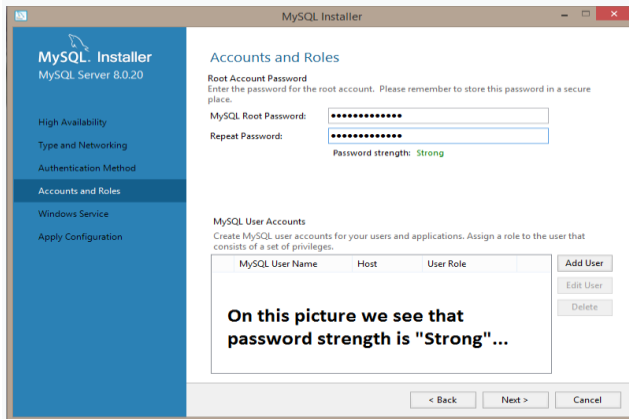 MySQL Installer
MySQL. Installer
MySQL Server 8.0.20
High Availability
Type and Networking
Authentication Method
Accounts and Roles
Windows Service
Apply Configuration
Accounts and Roles
Root Account Password
Enter the password for the root account.  Please remember to store this password in a secure
place.
MySQL Root Password: •••••••••••••
Repeat Password: •••••••••••••
Password strength: Strong
MySQL User Accounts
Create MySQL user accounts for your users and applications. Assign a role to the user that
consists of a set of privileges.
MySQL User Name Host User Role
Add User
Edit User
Delete
On this picture we see that
password strength is "Strong"...
< Back Next > Cancel